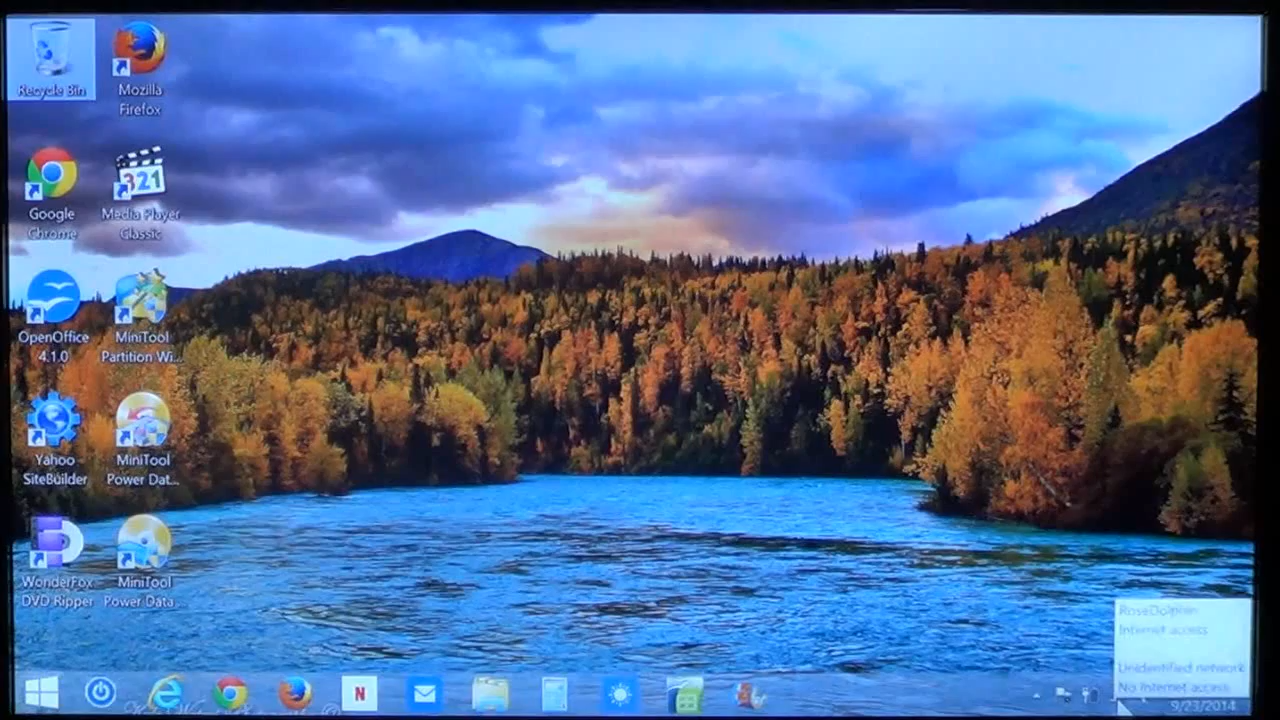 Recycle Bin
Mozilla
Firefox
Google
Chrome
321
Media Player
Classic
OpenOffice
4.1.0
MiniTool
Partition Wi...
Yahoo
SiteBuilder
MiniTool
Power Dat...
WonderFox
DVD Ripper
MiniTool
Power Data...
RoseDolphin
Internet access
Unidentified network
No Internet access
N
9/23/2014